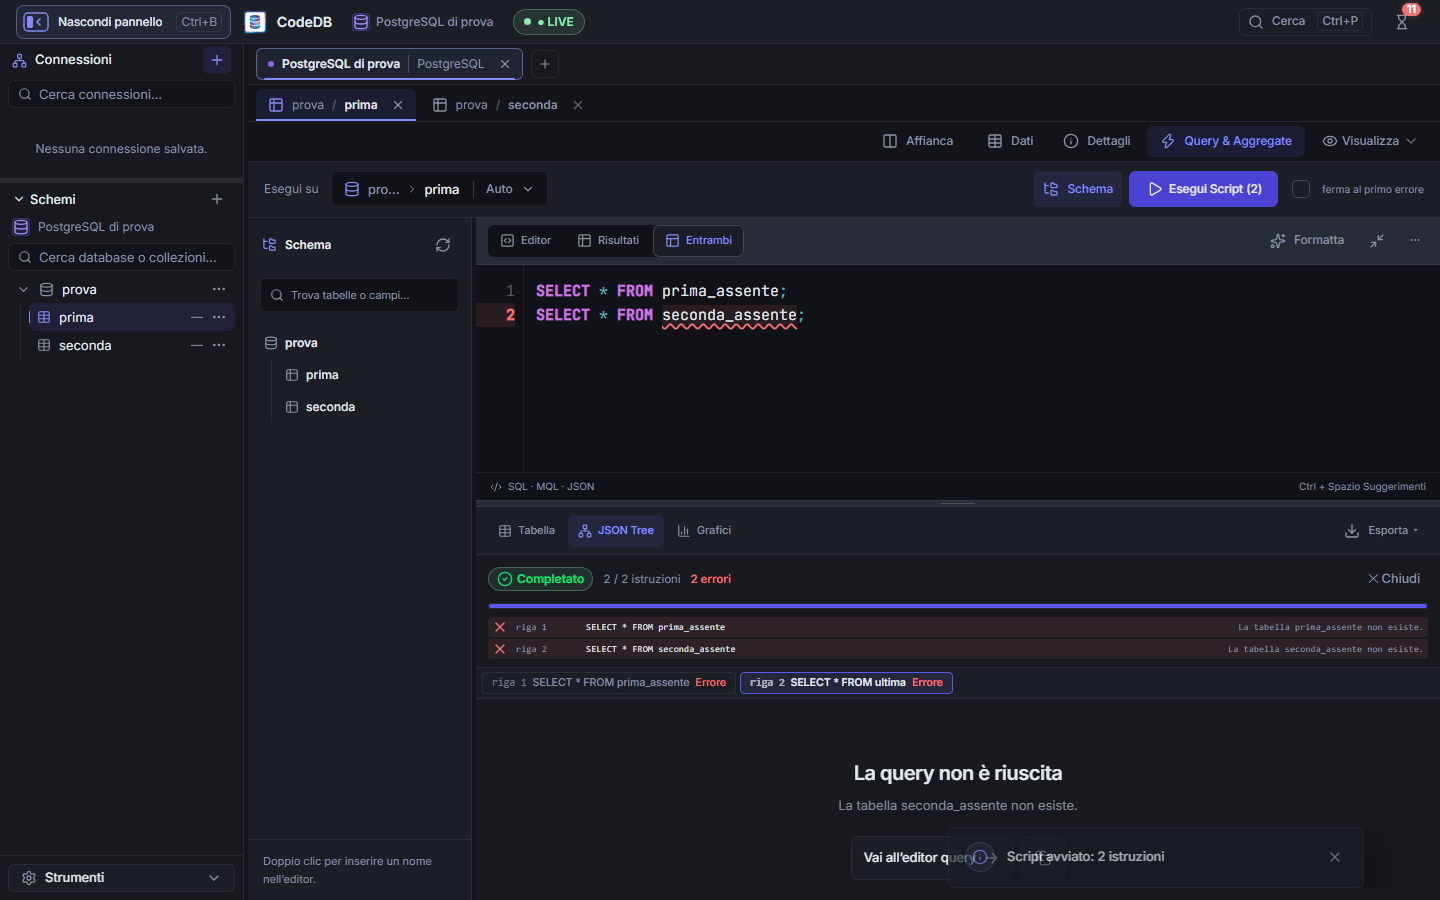 Nascondi pannello Ctrl+B CodeDB PostgreSQL di prova • LIVE Cerca Ctrl+P 11
Connessioni
Cerca connessioni...
Nessuna connessione salvata.
Schemi
PostgreSQL di prova
Cerca database o collezioni...
prova
prima
seconda
Strumenti
PostgreSQL di prova PostgreSQL
prova / prima prova / seconda
Affianca Dati Dettagli Query & Aggregate Visualizza
Esegui su pro... > prima Auto Schema Esegui Script (2) ferma al primo errore
Schema
Trova tabelle o campi...
prova
prima
seconda
Doppio clic per inserire un nome
nell'editor.
Editor Risultati Entrambi Formatta ...
1 SELECT * FROM prima_assente;
2 SELECT * FROM seconda_assente;
SQL · MQL · JSON Ctrl + Spazio Suggerimenti
Tabella JSON Tree Grafici Esporta
Completato 2 / 2 istruzioni 2 errori Chiudi
riga 1 SELECT * FROM prima_assente La tabella prima_assente non esiste.
riga 2 SELECT * FROM seconda_assente La tabella seconda_assente non esiste.
riga 1 SELECT * FROM prima_assente Errore riga 2 SELECT * FROM ultima Errore
La query non è riuscita
La tabella seconda_assente non esiste.
Vai all'editor query
Script avviato: 2 istruzioni